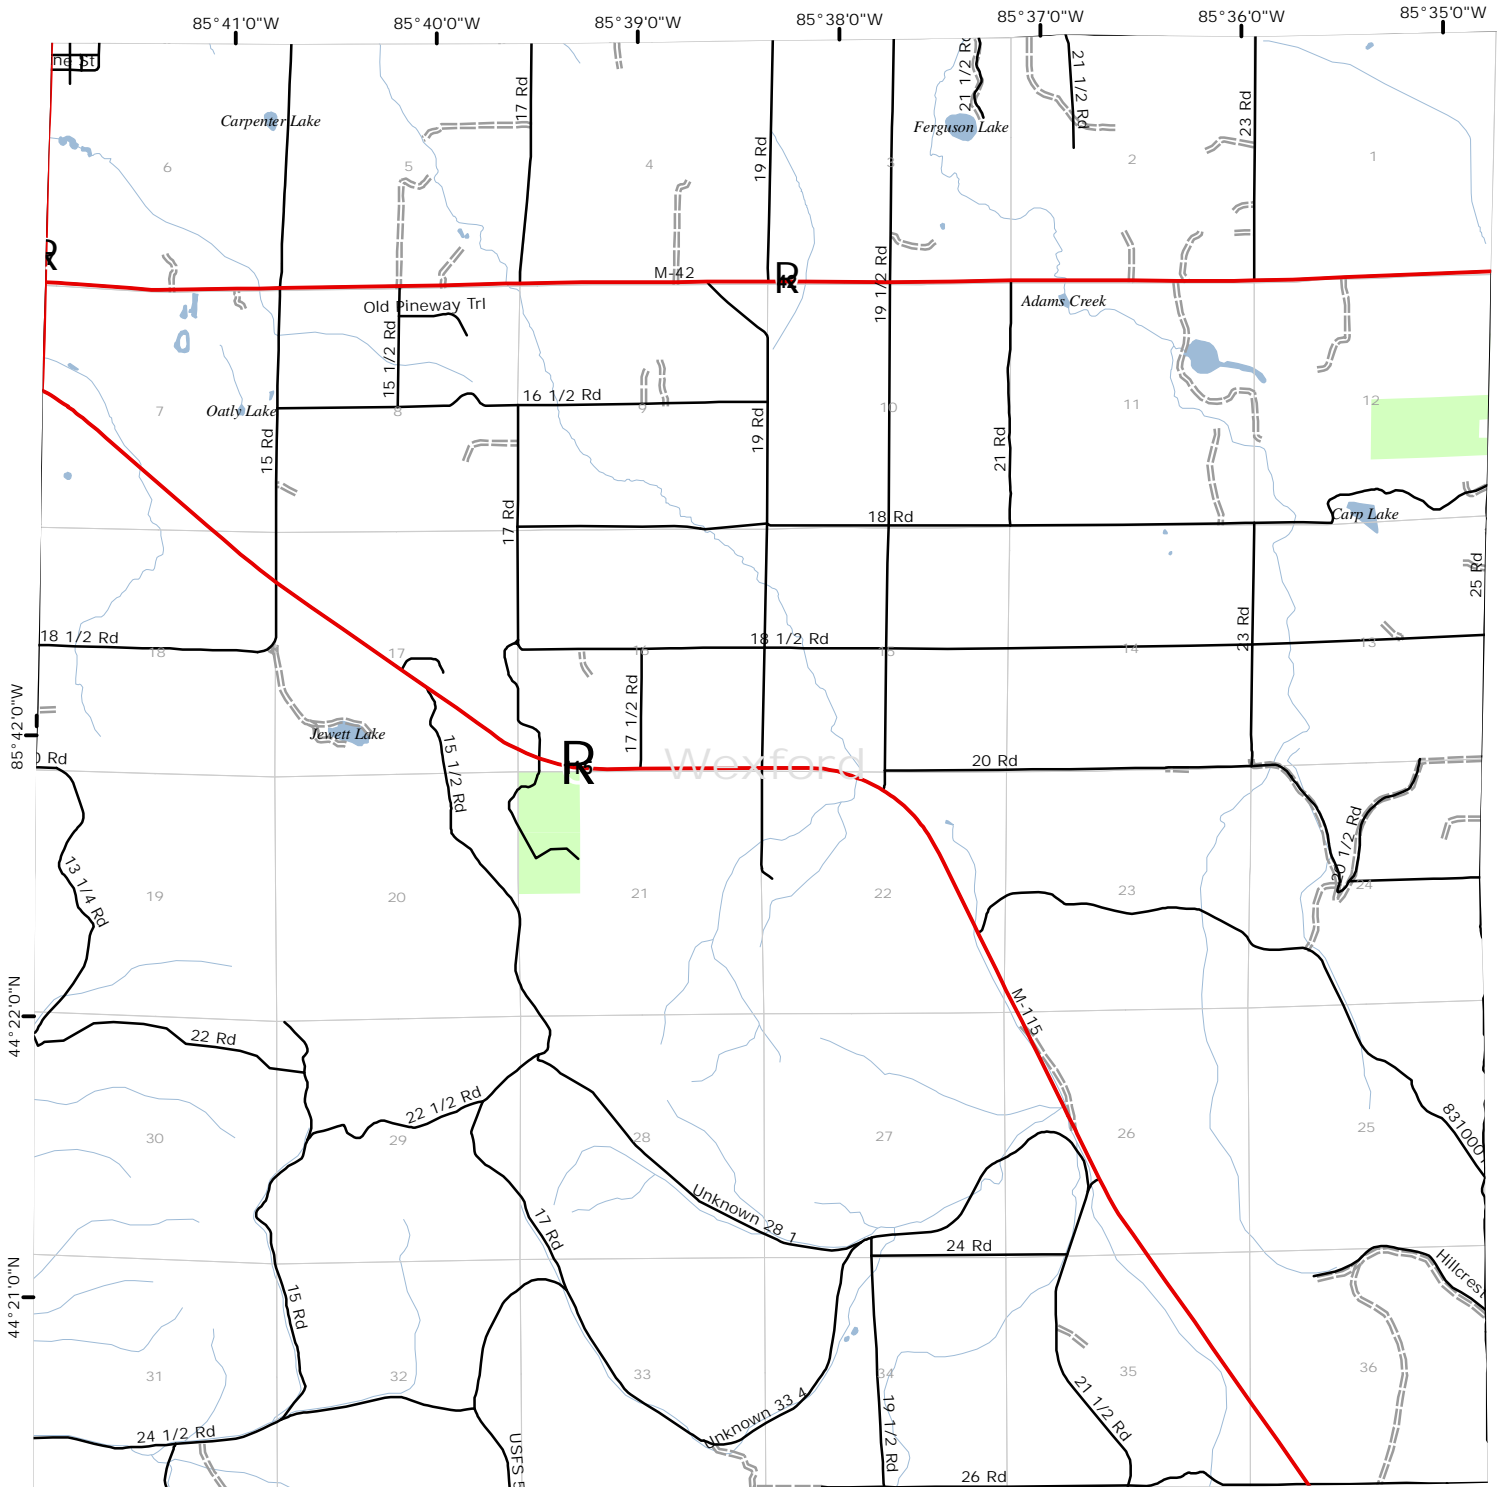 85°41'0"W 85°40'0"W 85°39'0"W 85°38'0"W 85°37'0"W 85°36'0"W 85°35'0"W
ne St
17 Rd
19 Rd
21 1/2 Rd
21 1/2 Rd
23 Rd
Carpenter Lake
Ferguson Lake
6
5
4
3
2
1
R
M-42
R
42
19 1/2 Rd
Old Pineway Trl
Adams Creek
15 1/2 Rd
16 1/2 Rd
7
Oatly Lake
8
9
10
11
12
15 Rd
19 Rd
21 Rd
17 Rd
18 Rd
Carp Lake
25 Rd
18 1/2 Rd
18 1/2 Rd
23 Rd
18
17
16
15
14
13
17 1/2 Rd
85°42'0"W
Jewett Lake
0 Rd
15 1/2 Rd
R
115
Wexford
20 Rd
20 1/2 Rd
13 1/4 Rd
19
20
21
22
23
24
44°22'0"N
22 Rd
M-115
22 1/2 Rd
30
29
28
27
26
25
831000
Unknown 28 1
17 Rd
24 Rd
Hillcrest
44°21'0"N
15 Rd
31
32
33
34
35
36
24 1/2 Rd
Unknown 33 4
19 1/2 Rd
21 1/2 Rd
USFS 5
26 Rd